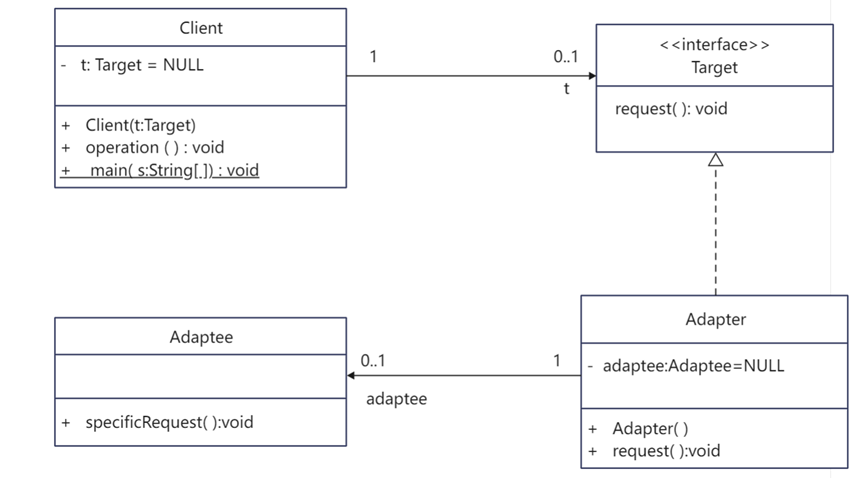 Client
- t: Target = NULL
+ Client(t:Target)
+ operation ( ) : void
+ main( s:String[ ]) : void
1
0..1
t
<<interface>>
Target
request( ): void
Adaptee
+ specificRequest( ):void
0..1
1
adaptee
Adapter
- adaptee:Adaptee=NULL
+ Adapter( )
+ request( ):void